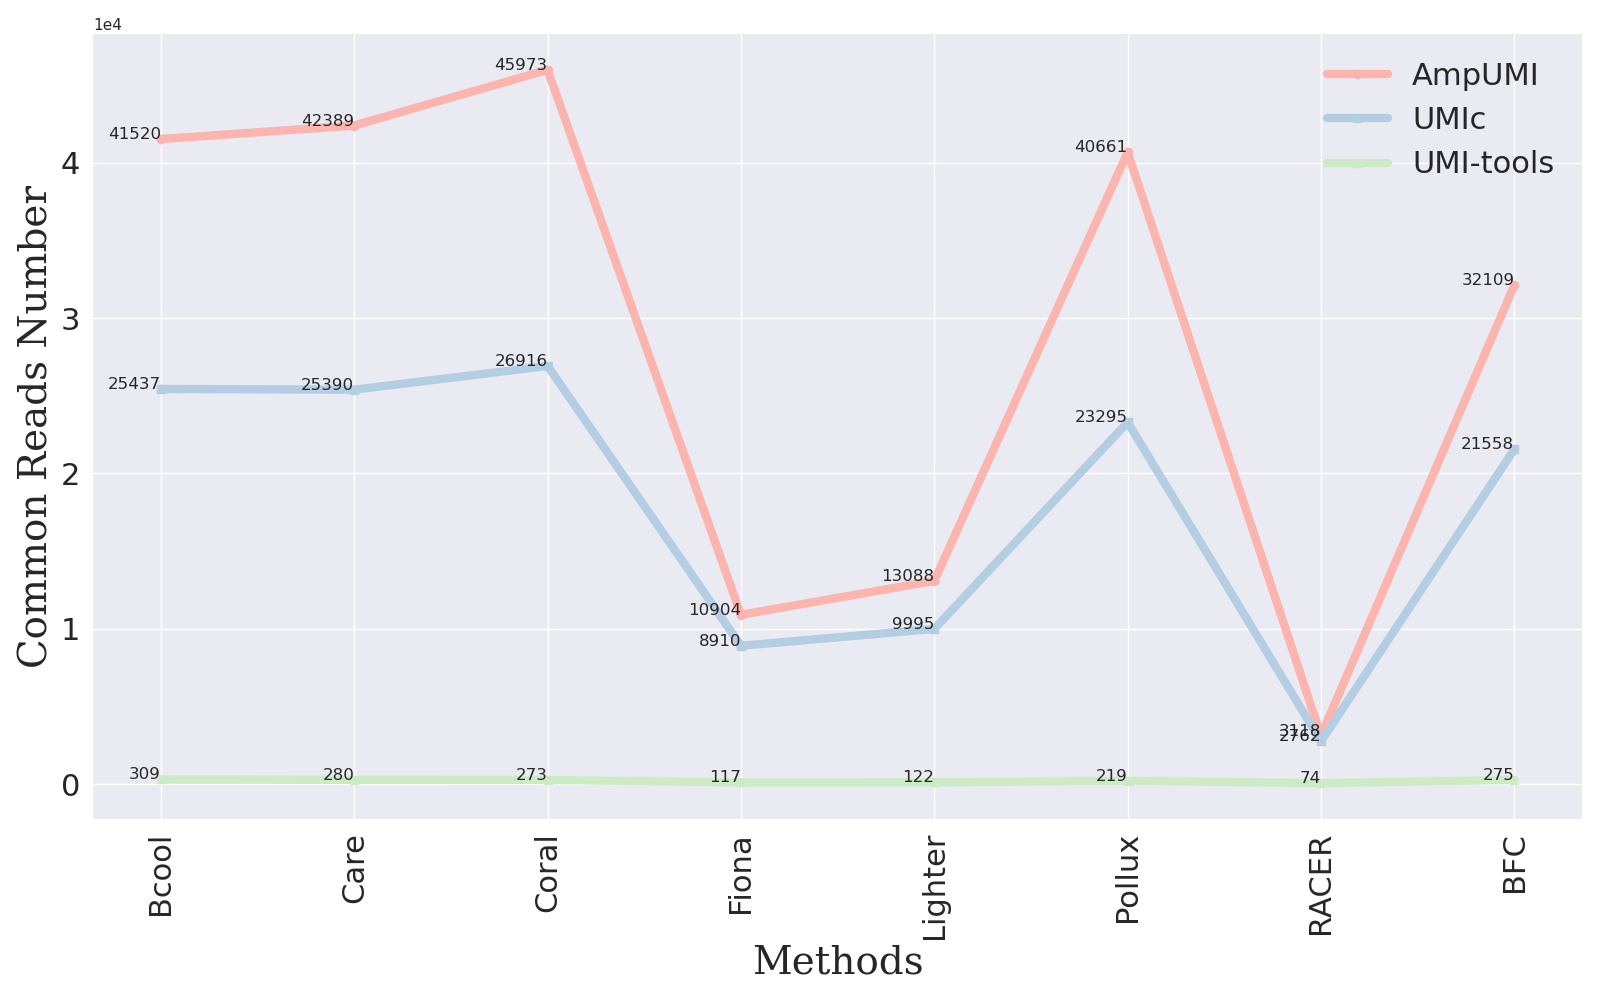 1e4
AmpUMI
UMIc
UMI-tools
45973
42389
41520
40661
32109
26916
25437
25390
23295
21558
13088
10904
9995
8910
3118
2762
309
280
273
117
122
219
74
275
4
3
2
1
0
Common Reads Number
Bcool
Care
Coral
Fiona
Lighter
Pollux
RACER
BFC
Methods